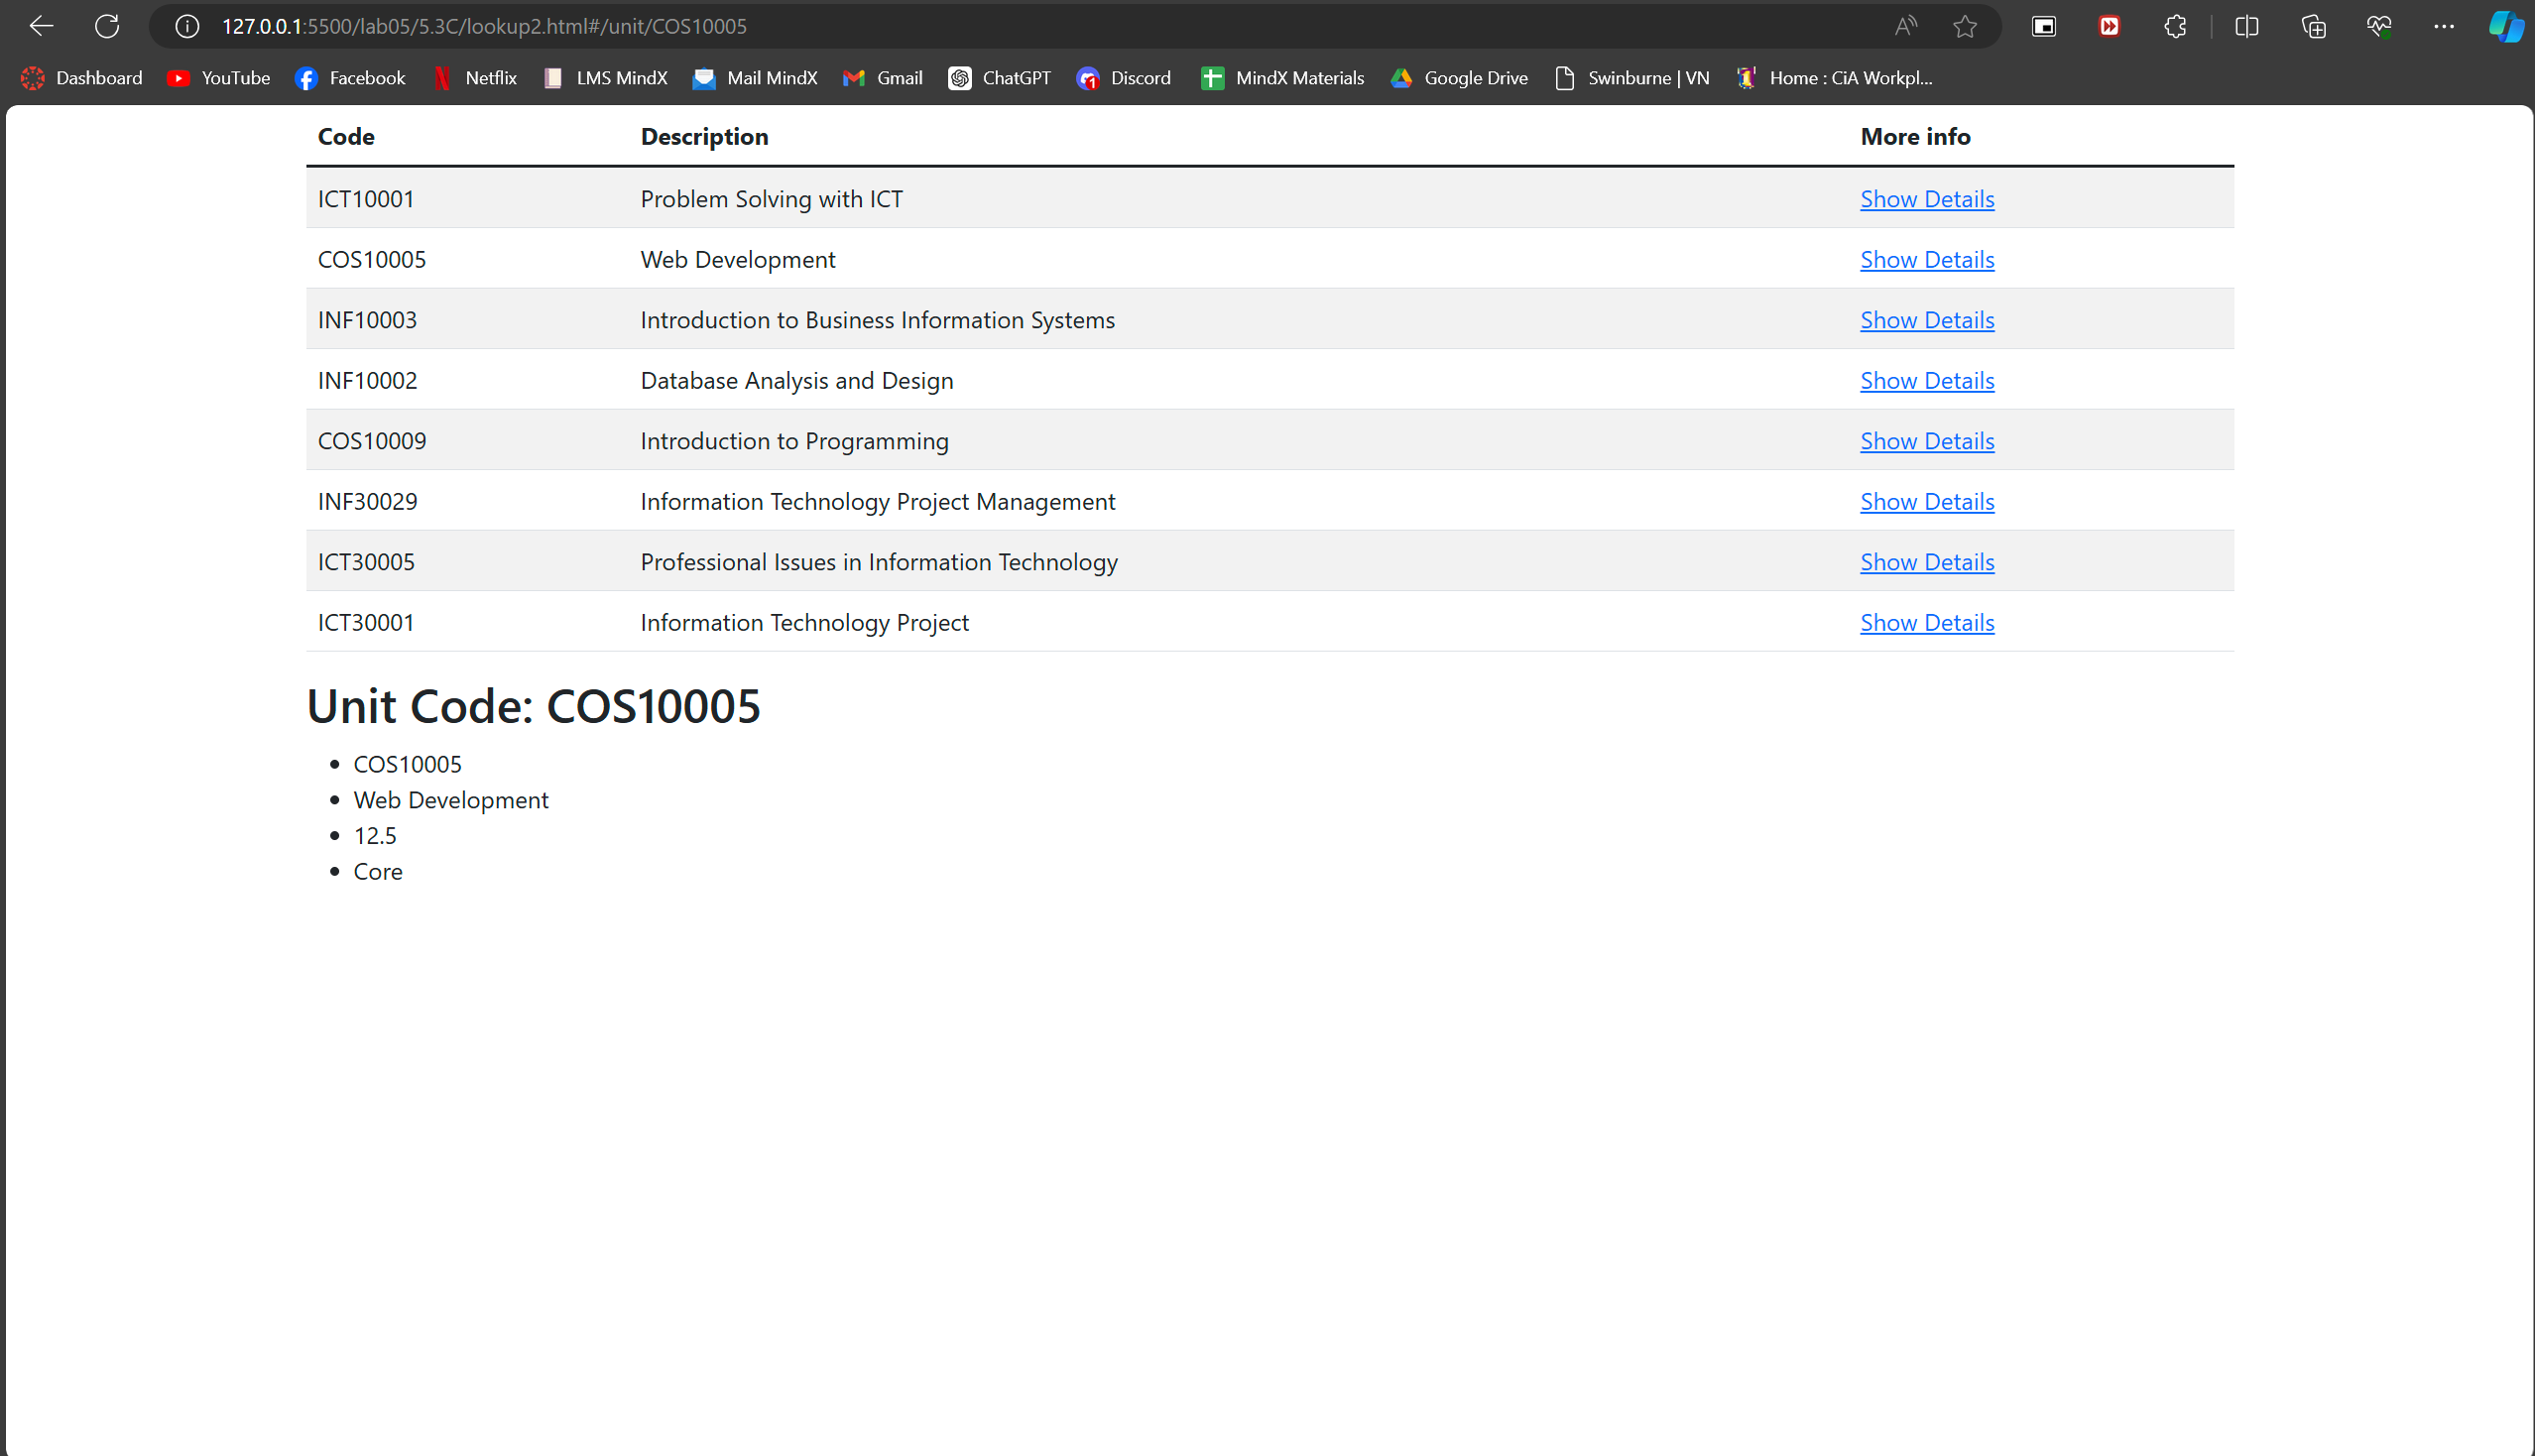 127.0.0.1:5500/lab05/5.3C/lookup2.html#/unit/COS10005
Dashboard YouTube Facebook Netflix LMS MindX Mail MindX Gmail ChatGPT Discord MindX Materials Google Drive Swinburne | VN Home : CiA Workpl...
Code Description More info
ICT10001 Problem Solving with ICT Show Details
COS10005 Web Development Show Details
INF10003 Introduction to Business Information Systems Show Details
INF10002 Database Analysis and Design Show Details
COS10009 Introduction to Programming Show Details
INF30029 Information Technology Project Management Show Details
ICT30005 Professional Issues in Information Technology Show Details
ICT30001 Information Technology Project Show Details
Unit Code: COS10005
• COS10005
• Web Development
• 12.5
• Core